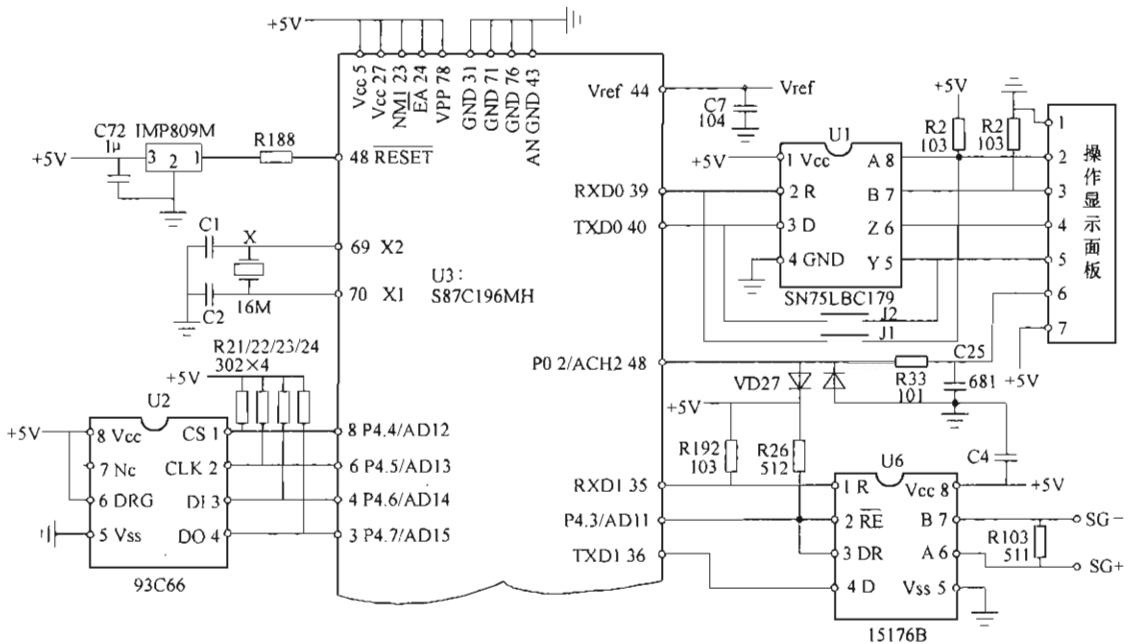 +5V
Vcc 5
Vcc 27
NMI 23
EA 24
VPP 78
GND 31
GND 71
GND 76
AN GND 43
Vref 44
Vref
C7
104
C72
1μ
IMP809M
+5V
3
2
1
R188
48 RESET
C1
X
69 X2
C2
16M
70 X1
U3:
S87C196MH
RXD0 39
TXD0 40
+5V
U1
1 Vcc
2 R
3 D
4 GND
A 8
B 7
Z 6
Y 5
SN75LBC179
J2
J1
+5V
R2
103
R2
103
1
2
3
4
5
6
7
操作显示面板
+5V
R21/22/23/24
302×4
+5V
U2
+5V
8 Vcc
7 Nc
6 DRG
5 Vss
CS 1
CLK 2
DI 3
DO 4
93C66
8 P4.4/AD12
6 P4.5/AD13
4 P4.6/AD14
3 P4.7/AD15
P0 2/ACH2 48
VD27
R33
101
C25
681
+5V
R192
103
R26
512
C4
RXD1 35
P4.3/AD11
TXD1 36
U6
1 R
2 RE
3 DR
4 D
Vcc 8
B 7
A 6
Vss 5
15176B
+5V
R103
511
SG−
SG+